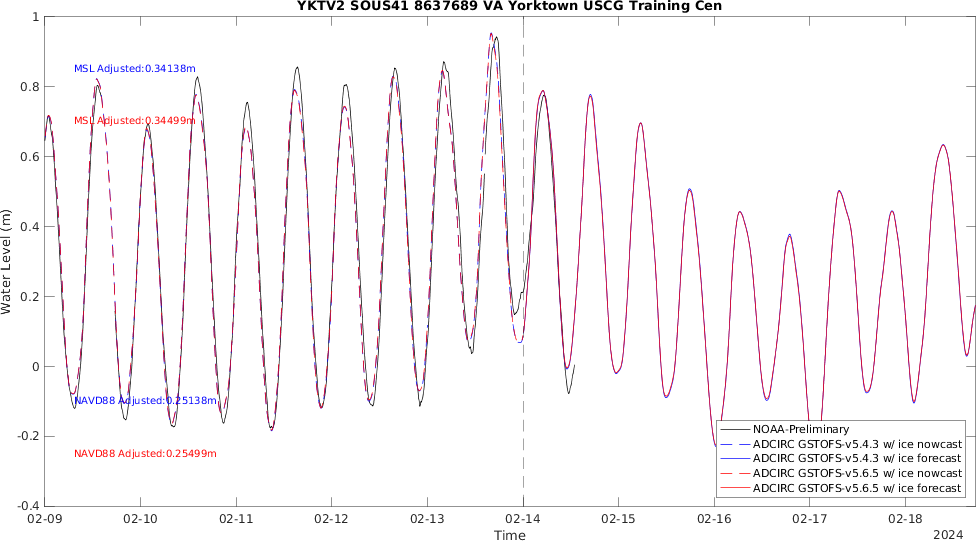 YKTV2 SOUS41 8637689 VA Yorktown USCG Training Cen
1
0.8
0.6
0.4
0.2
0
-0.2
-0.4
Water Level (m)
MSL Adjusted:0.34138m
MSL Adjusted:0.34499m
NAVD88 Adjusted:0.25138m
NAVD88 Adjusted:0.25499m
NOAA-Preliminary
ADCIRC GSTOFS-v5.4.3 w/ ice nowcast
ADCIRC GSTOFS-v5.4.3 w/ ice forecast
ADCIRC GSTOFS-v5.6.5 w/ ice nowcast
ADCIRC GSTOFS-v5.6.5 w/ ice forecast
02-09 02-10 02-11 02-12 02-13 02-14 02-15 02-16 02-17 02-18
Time
2024